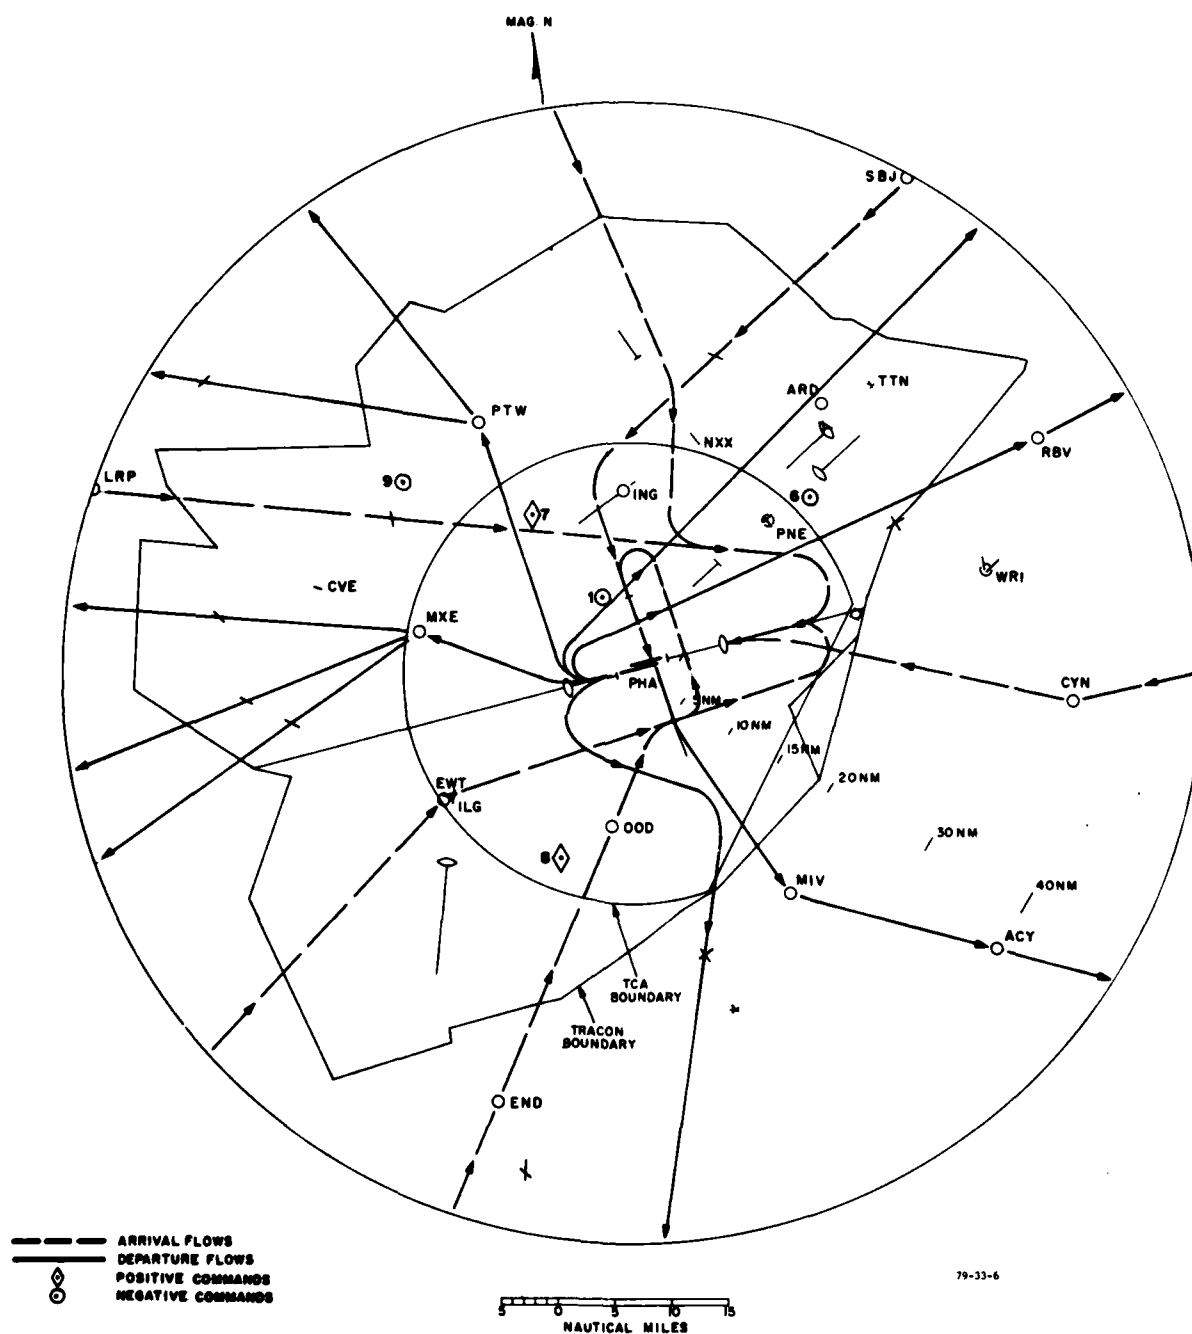 MAG. N
SBJ
ARD
TTN
PTW
NXX
RBV
LRP
9
ING
6
7
PNE
CVE
WRI
1
MXE
PHA
5NM
CYN
10NM
15NM
EWT
20NM
ILG
OOD
30NM
8
MIV
40NM
ACY
TCA
BOUNDARY
TRACON
BOUNDARY
END
ARRIVAL FLOWS
DEPARTURE FLOWS
POSITIVE COMMANDS
NEGATIVE COMMANDS
79-33-6
5 0 5 10 15
NAUTICAL MILES